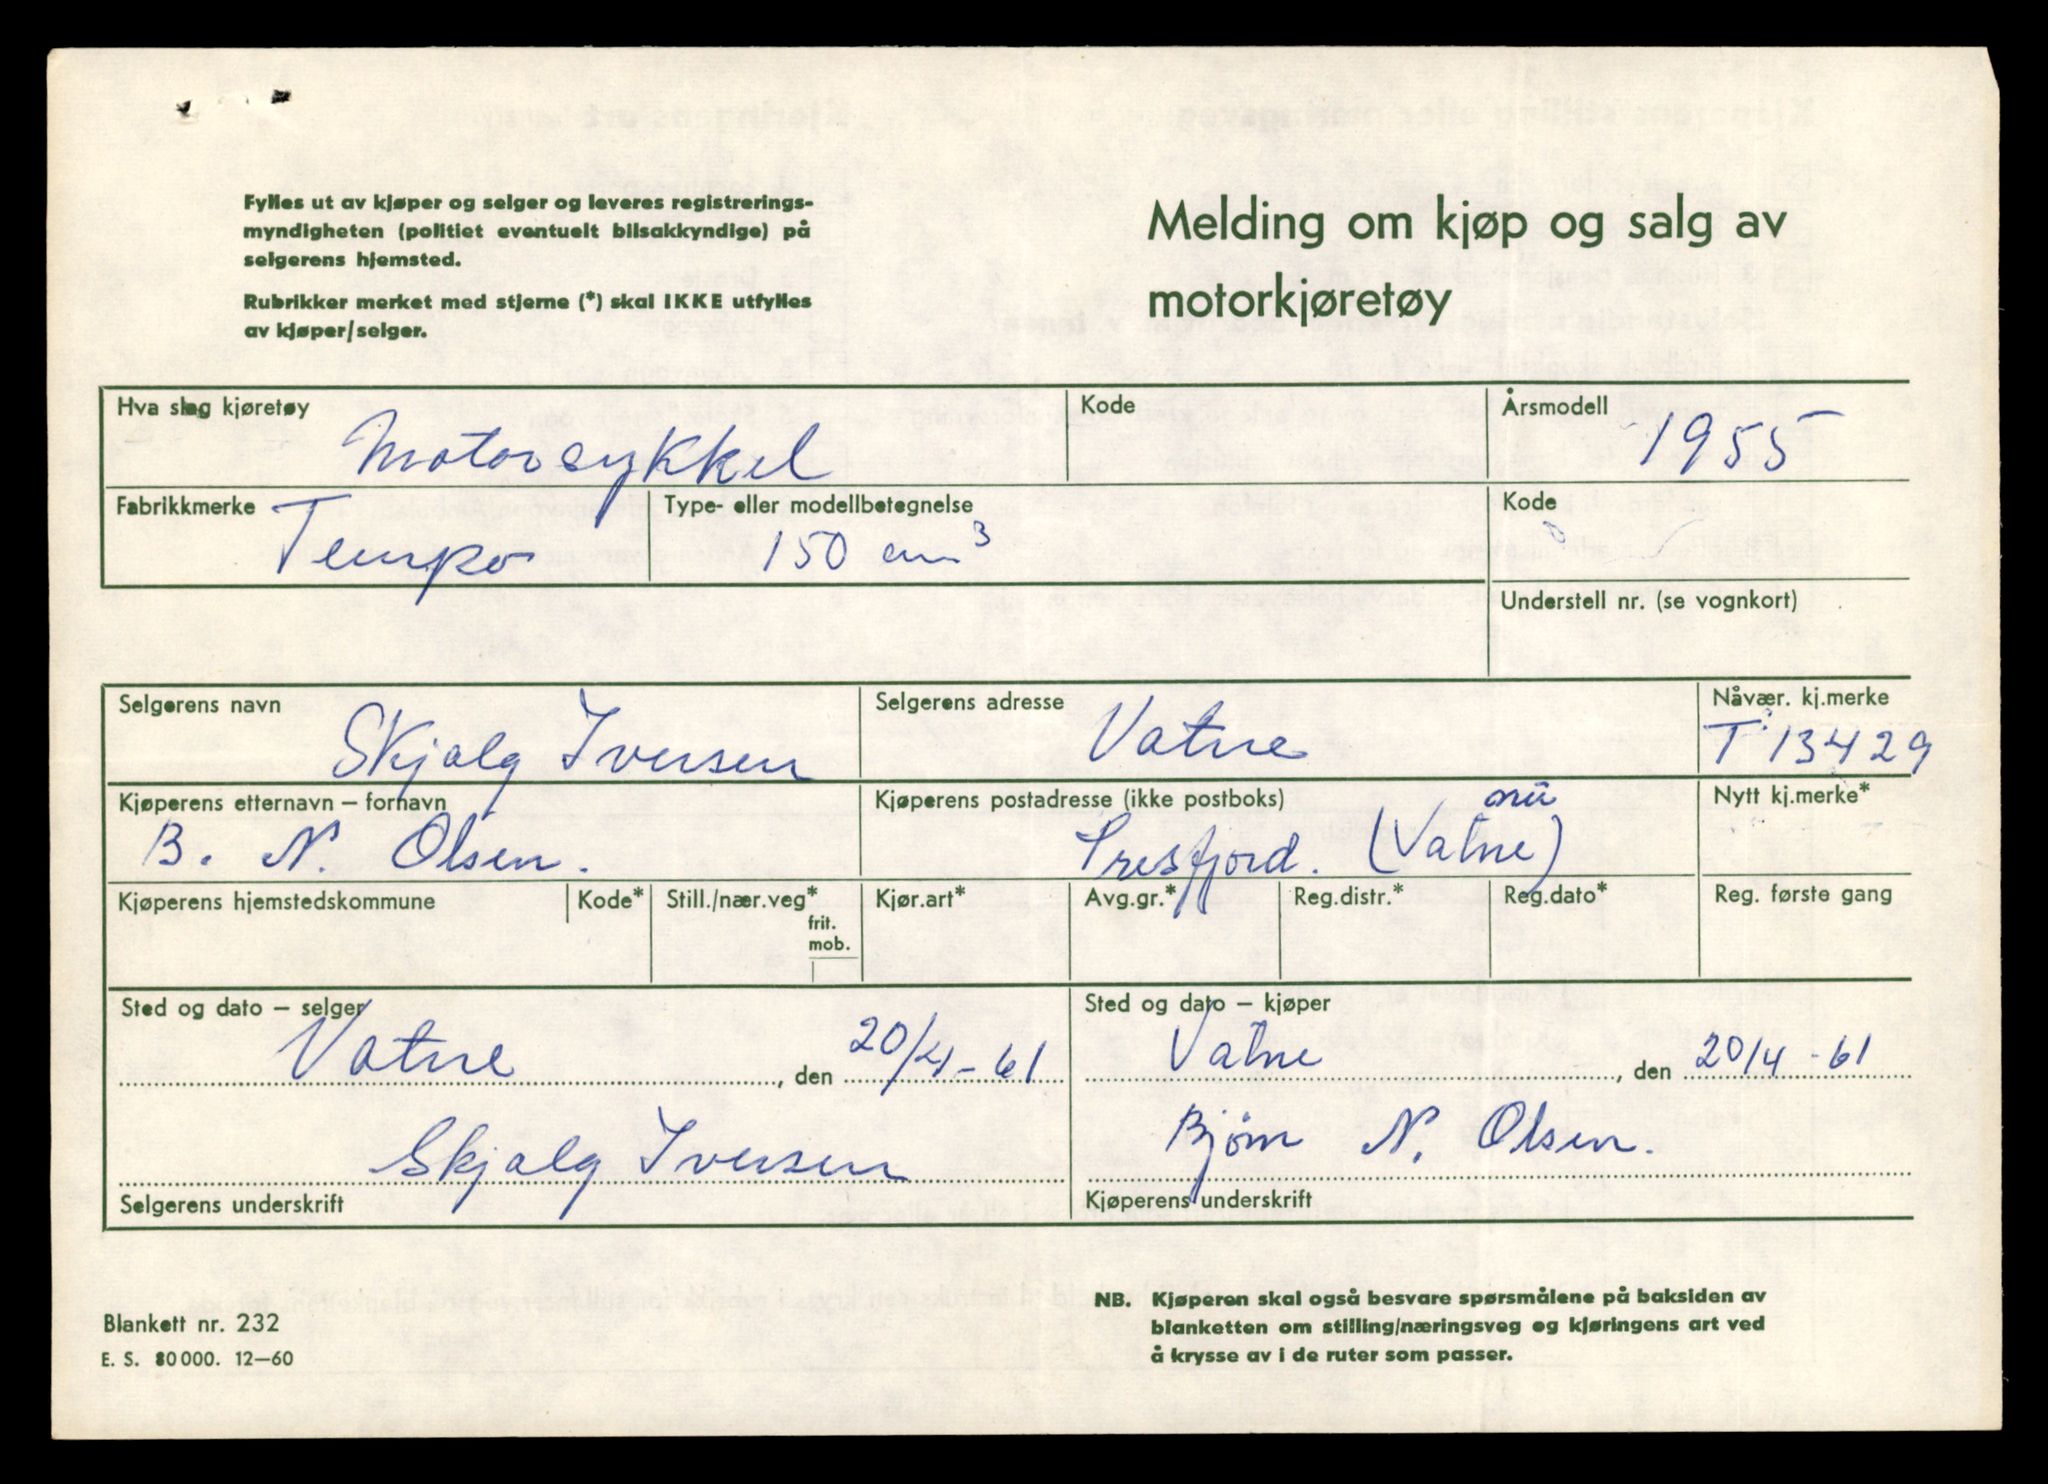 Fylles ut av kjøper og selger og leveres registrerings-
myndigheten (politiet eventuelt bilsakkyndige) på
selgerens hjemsted.
Rubrikker merket med stjerne (*) skal IKKE utfylles
av kjøper/selger.
Melding om kjøp og salg av
motorkjøretøy
Hva slag kjøretøy
Motorsykkel
Kode
Årsmodell
1955
Fabrikkmerke
Tempo
Type- eller modellbetegnelse
150 cm³
Kode
Understell nr. (se vognkort)
Selgerens navn
Skjalg Iversen
Selgerens adresse
Vatne
Nåvær. kj.merke
T 13429
Kjøperens etternavn – fornavn
B. N. Olsen.
Kjøperens postadresse (ikke postboks)
nü
Tresfjord. (Vatne)
Nytt kj.merke*
Kjøperens hjemstedskommune
Kode*
Still./nær.veg*
frit.
mob.
Kjør.art*
Avg.gr.*
Reg.distr.*
Reg.dato*
Reg. første gang
Sted og dato – selger
Vatne, den 20/4-61
Sted og dato – kjøper
Vatne, den 20/4-61
Skjalg Iversen
Selgerens underskrift
Bjørn N. Olsen.
Kjøperens underskrift
Blankett nr. 232
E. S. 80000. 12–60
NB. Kjøperen skal også besvare spørsmålene på baksiden av
blanketten om stilling/næringsveg og kjøringens art ved
å krysse av i de ruter som passer.